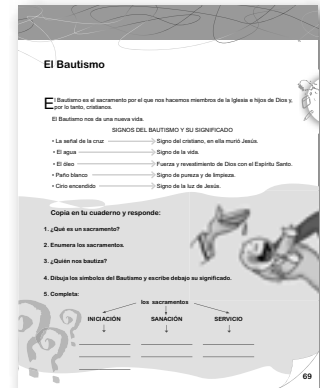 El Bautismo
El Bautismo es el sacramento por el que nos hacemos miembros de la Iglesia e hijos de Dios y,
por lo tanto, cristianos.
El Bautismo nos da una nueva vida.
SIGNOS DEL BAUTISMO Y SU SIGNIFICADO
• La señal de la cruz → Signo del cristiano, en ella murió Jesús.
• El agua → Signo de la vida.
• El óleo → Fuerza y revestimiento de Dios con el Espíritu Santo.
• Paño blanco → Signo de pureza y de limpieza.
• Cirio encendido → Signo de la luz de Jesús.
Copia en tu cuaderno y responde:
1. ¿Qué es un sacramento?
2. Enumera los sacramentos.
3. ¿Quién nos bautiza?
4. Dibuja los símbolos del Bautismo y escribe debajo su significado.
5. Completa:
los sacramentos
INICIACIÓN SANACIÓN SERVICIO
69